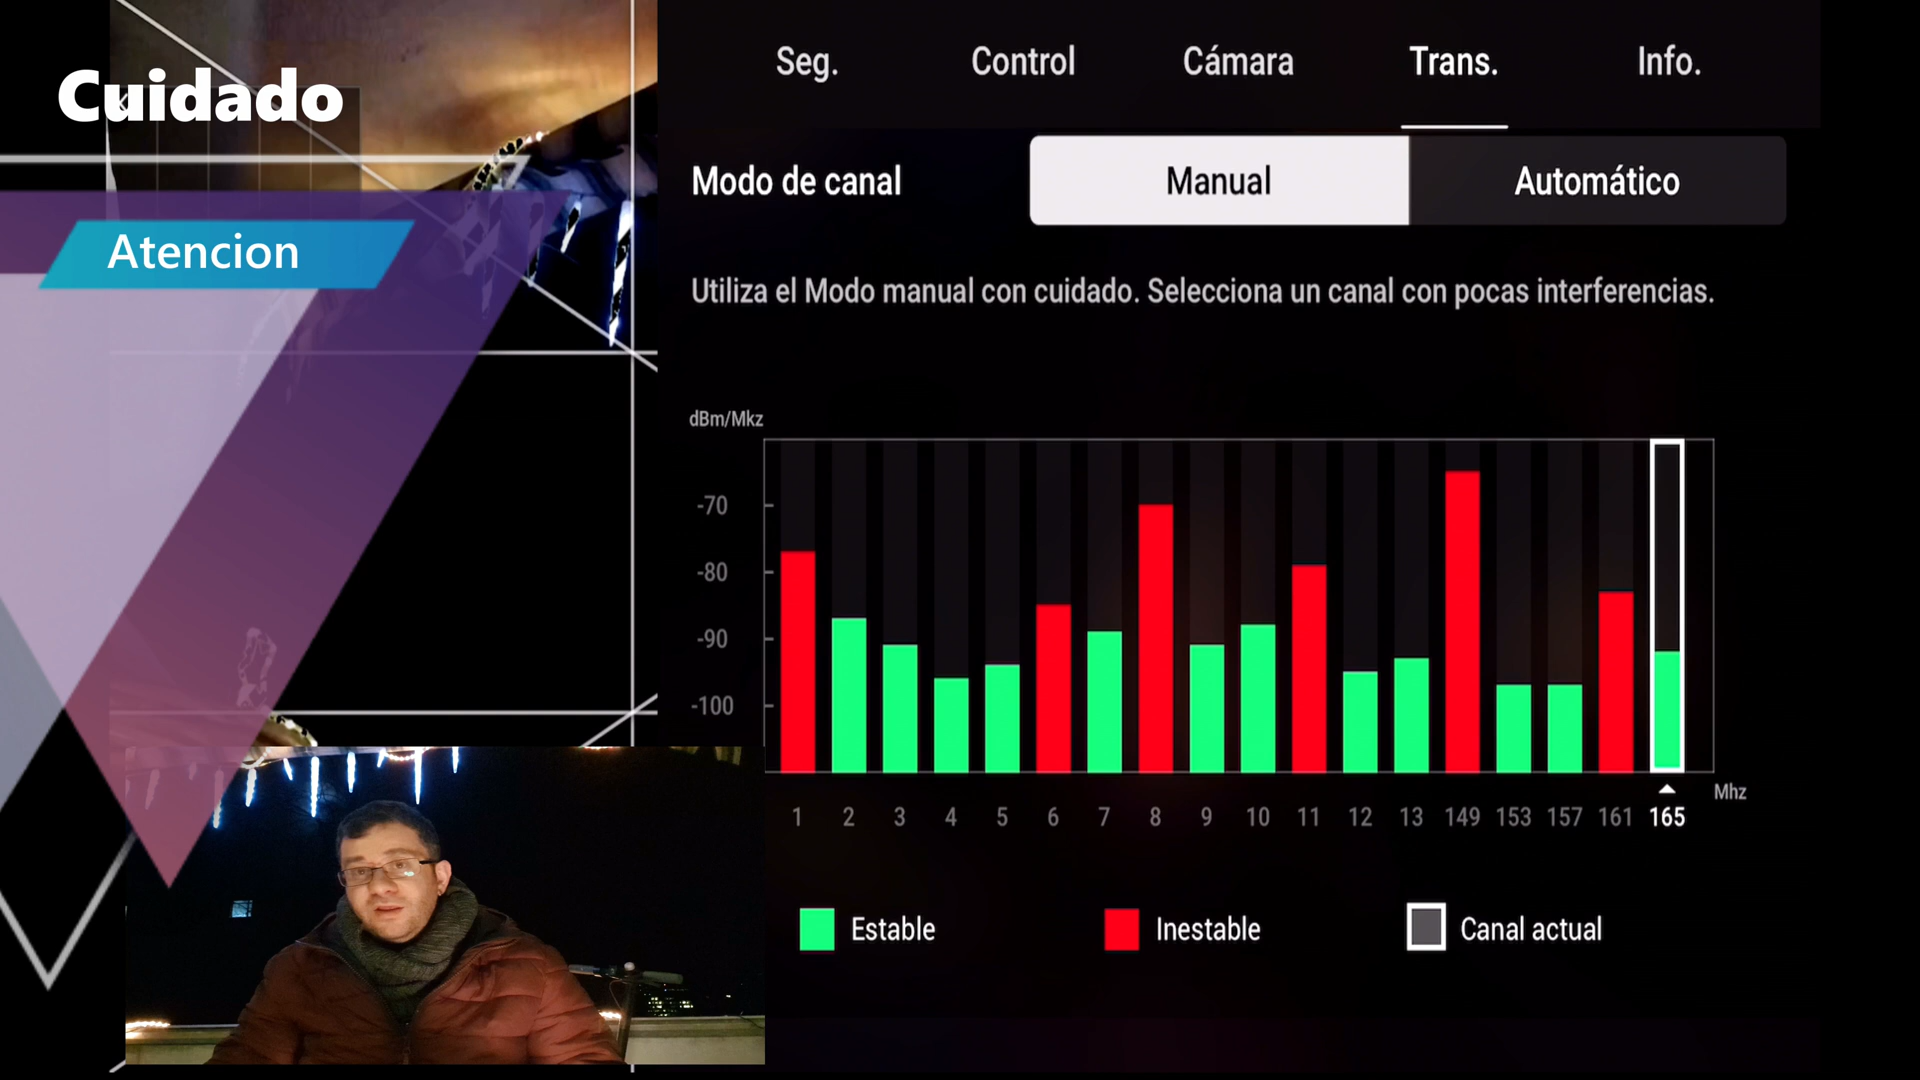 Cuidado
Atencion
Seg. Control Cámara Trans. Info.
Modo de canal Manual Automático
Utiliza el Modo manual con cuidado. Selecciona un canal con pocas interferencias.
dBm/Mkz
-70
-80
-90
-100
1 2 3 4 5 6 7 8 9 10 11 12 13 149 153 157 161 165 Mhz
Estable Inestable Canal actual